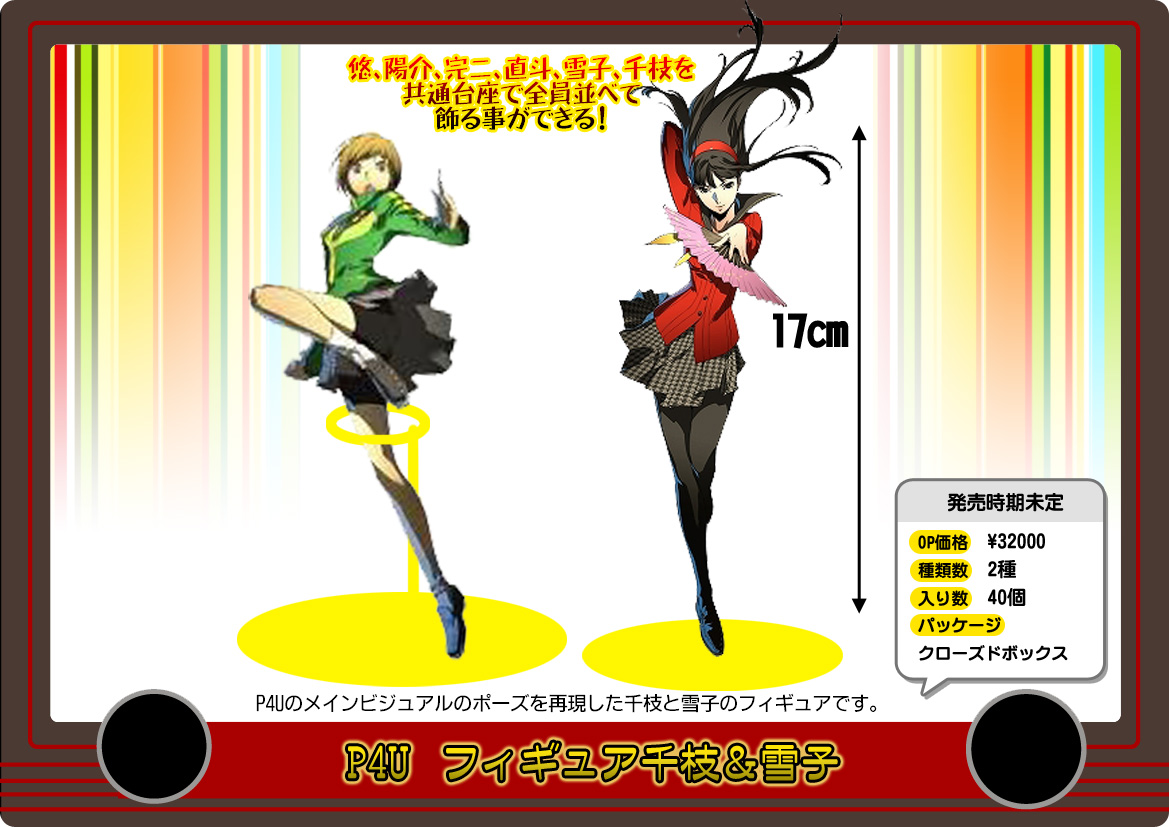 悠、陽介、完二、直斗、雪子、千枝を
共通台座で全員並べて
飾る事ができる!
17cm
発売時期未定
OP価格 ¥32000
種類数 2種
入り数 40個
パッケージ
クローズドボックス
P4Uのメインビジュアルのポーズを再現した千枝と雪子のフィギュアです。
P4U フィギュア千枝&雪子